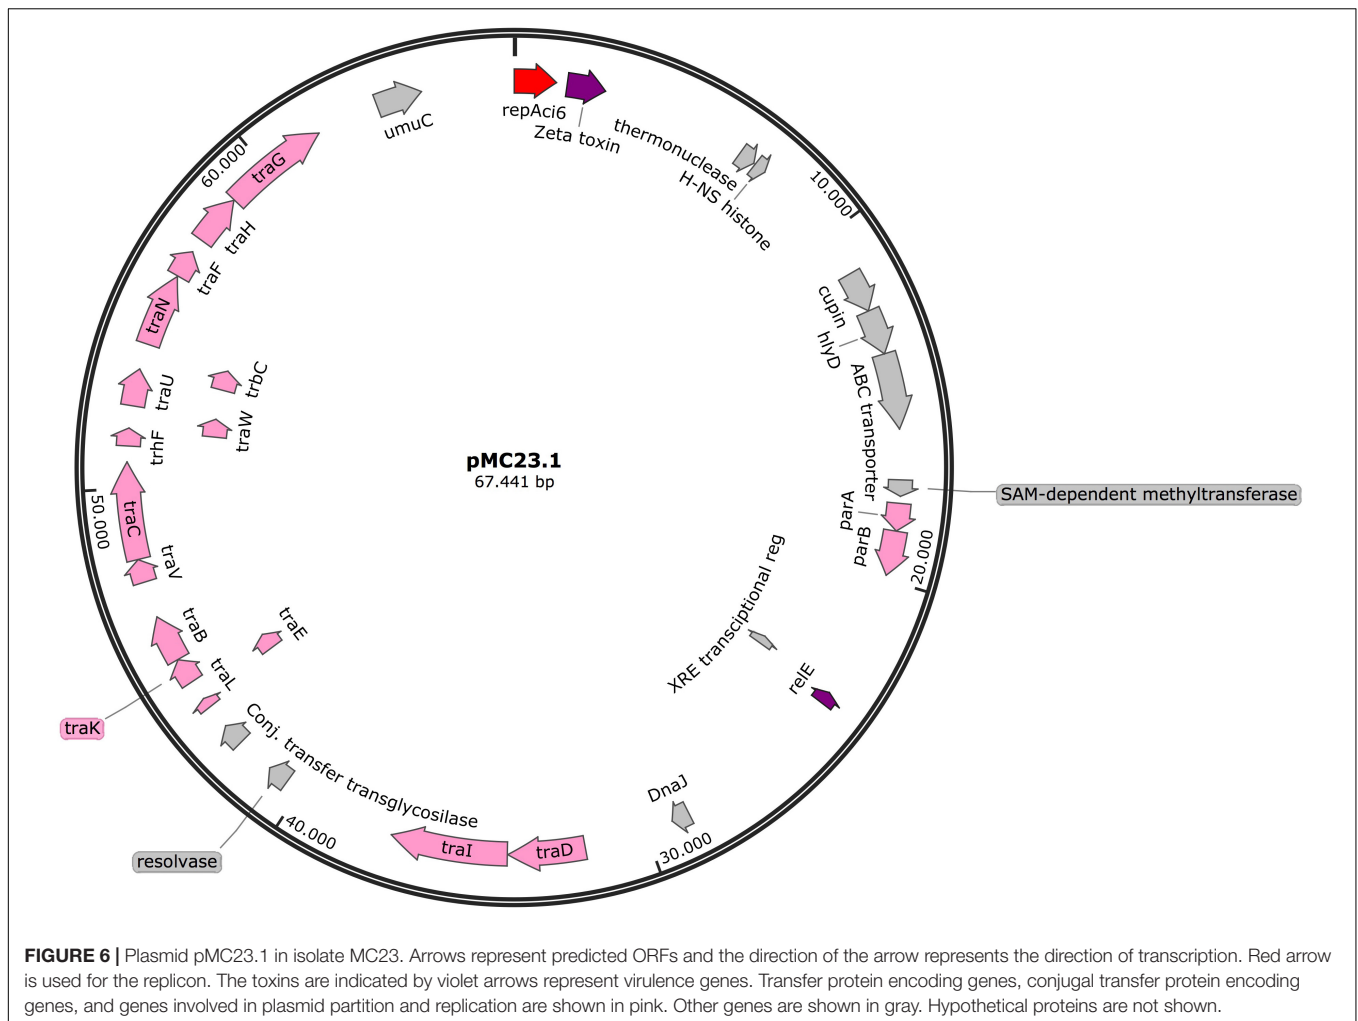 repAci6
Zeta toxin
thermonuclease
H-NS histone
10.000
cupin
hlyD
ABC transporter
SAM-dependent methyltransferase
parA
parB
20.000
XRE transciptional reg
relE
DnaJ
30.000
traD
traI
Conj. transfer transglycosilase
40.000
resolvase
traL
traK
traB
traE
traV
traC
50.000
trhF
traW
traU
trbC
traN
traF
traH
traG
60.000
umuC
pMC23.1
67.441 bp
FIGURE 6 | Plasmid pMC23.1 in isolate MC23. Arrows represent predicted ORFs and the direction of the arrow represents the direction of transcription. Red arrow
is used for the replicon. The toxins are indicated by violet arrows represent virulence genes. Transfer protein encoding genes, conjugal transfer protein encoding
genes, and genes involved in plasmid partition and replication are shown in pink. Other genes are shown in gray. Hypothetical proteins are not shown.